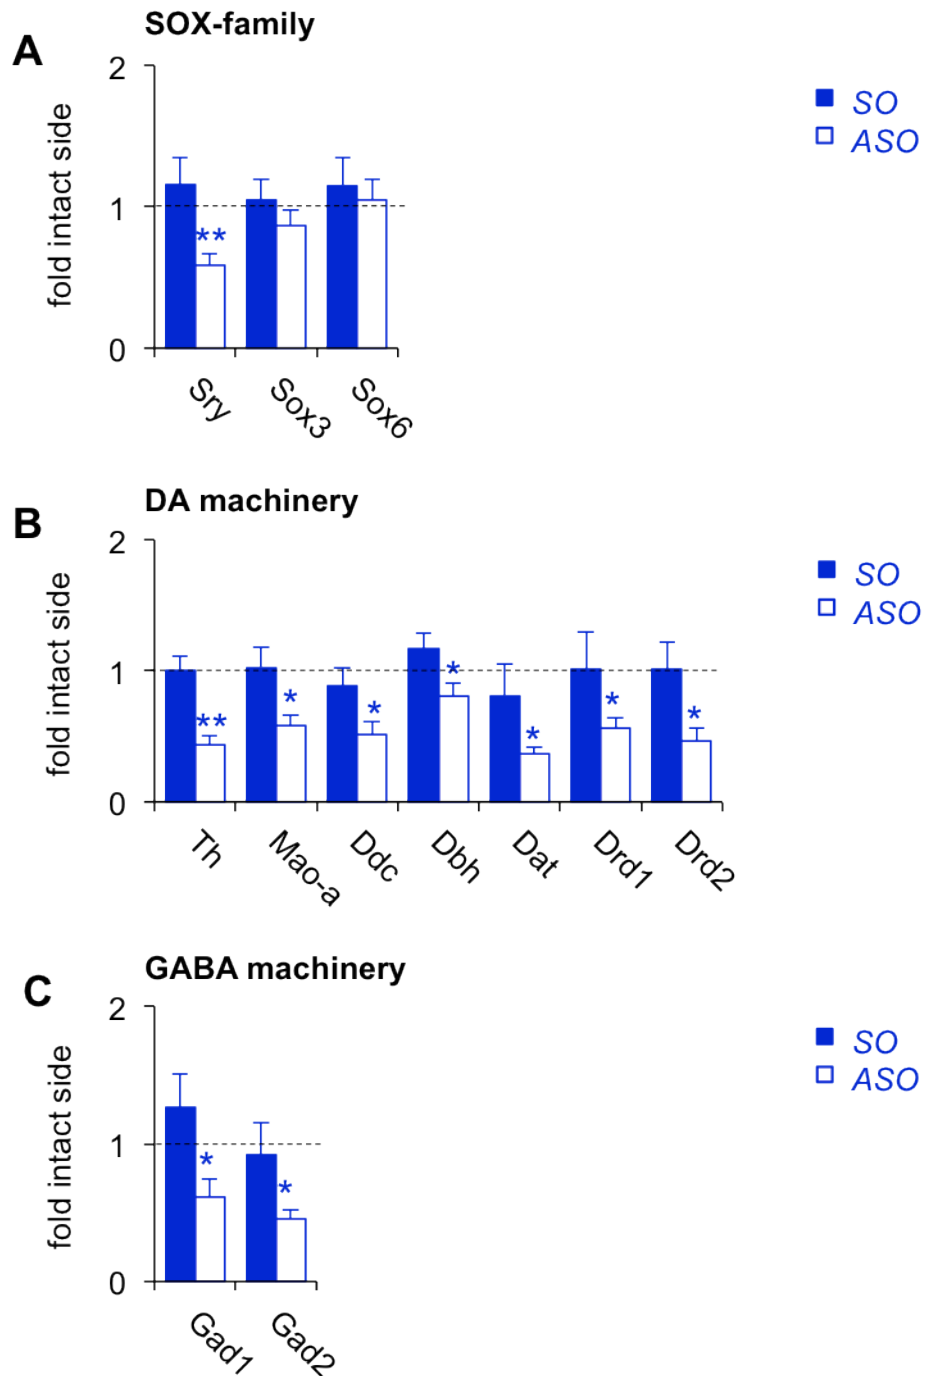 SOX-family
A
2
1
0
fold intact side
SO
ASO
**
Sry
Sox3
Sox6
DA machinery
B
2
1
0
fold intact side
SO
ASO
**
*
*
*
*
*
*
Th
Mao-a
Ddc
Dbh
Dat
Drd1
Drd2
GABA machinery
C
2
1
0
fold intact side
SO
ASO
*
*
Gad1
Gad2